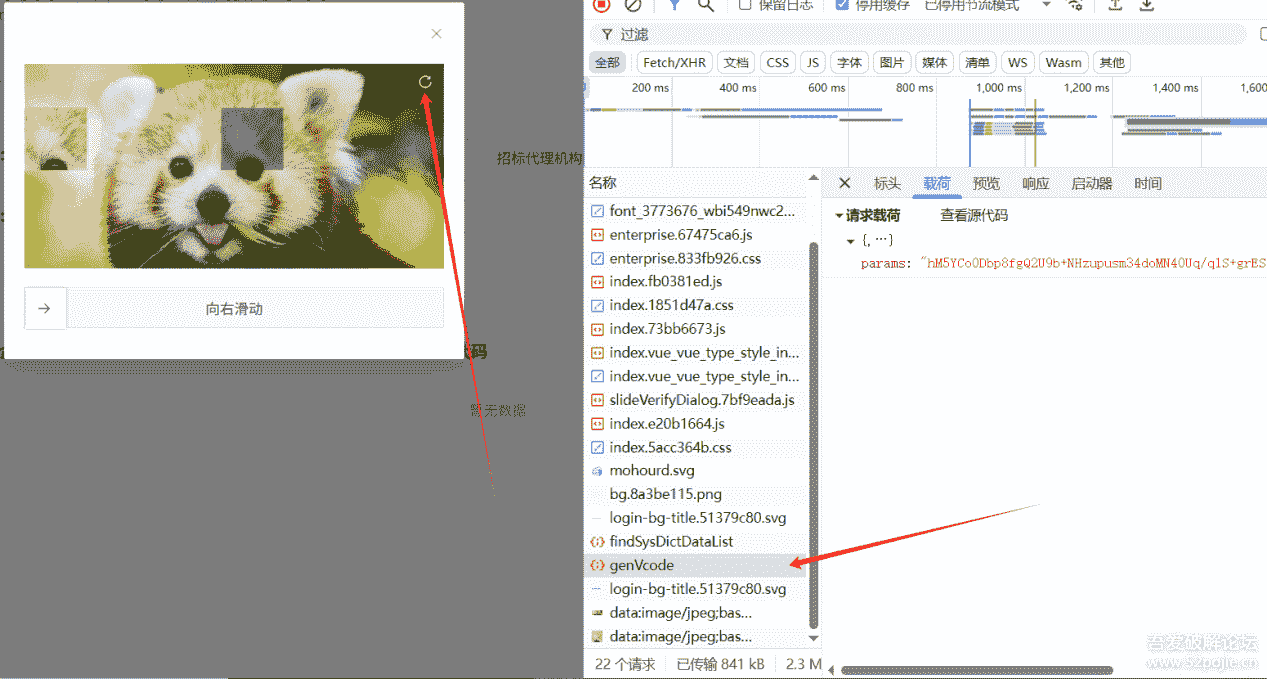 向右滑动
招标代理机构
码
暂无数据
保留日志
停用缓存
已停用节流模式
过滤
全部 Fetch/XHR 文档 CSS JS 字体 图片 媒体 清单 WS Wasm 其他
200 ms 400 ms 600 ms 800 ms 1,000 ms 1,200 ms 1,400 ms 1,600
名称
font_3773676_wbi549nwc2...
enterprise.67475ca6.js
enterprise.833fb926.css
index.fb0381ed.js
index.1851d47a.css
index.73bb6673.js
index.vue_vue_type_style_in...
index.vue_vue_type_style_in...
slideVerifyDialog.7bf9eada.js
index.e20b1664.js
index.5acc364b.css
mohourd.svg
bg.8a3be115.png
login-bg-title.51379c80.svg
findSysDictDataList
genVcode
login-bg-title.51379c80.svg
data:image/jpeg;bas...
data:image/jpeg;bas...
22 个请求 已传输 841 kB 2.3 M
标头 载荷 预览 响应 启动器 时间
请求载荷 查看源代码
{, …}
params: "hM5YCoODbp8fgQ2U9b+NHzupusm34doMN4OUq/qlS+grES
吾爱破解论坛
www.52pojie.cn